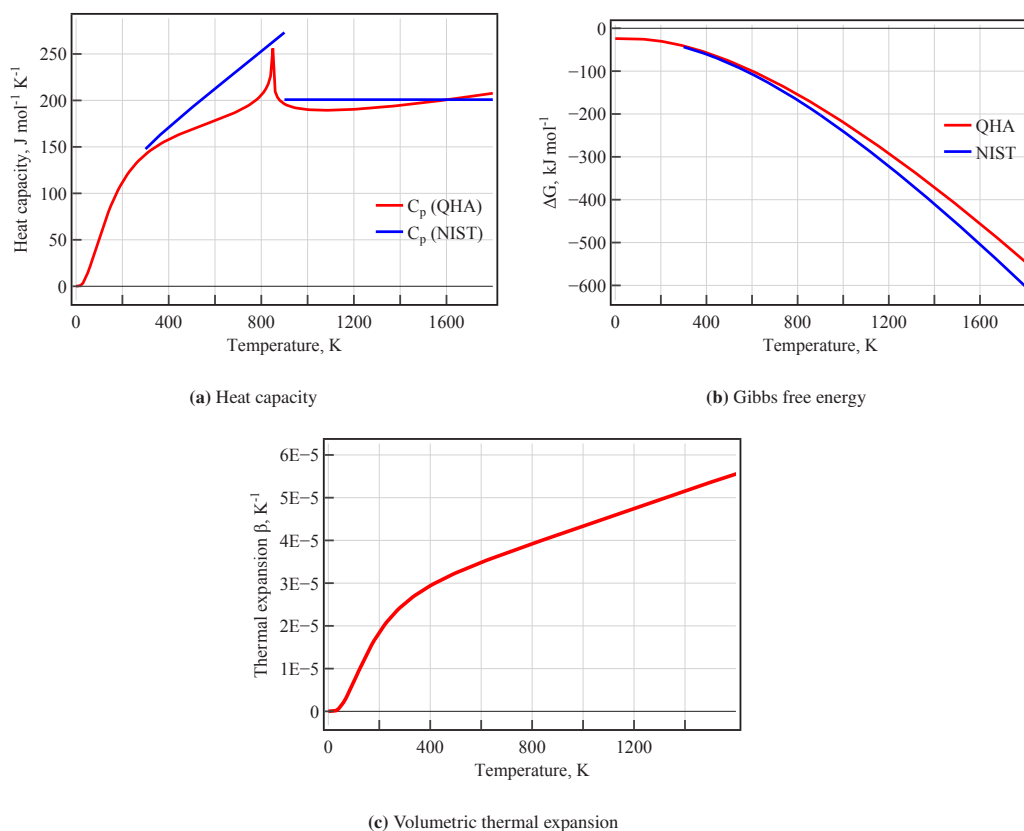 Heat capacity, J mol⁻¹ K⁻¹
250
200
150
100
50
0
C_p (QHA)
C_p (NIST)
0 400 800 1200 1600
Temperature, K
(a) Heat capacity
ΔG, kJ mol⁻¹
0
−100
−200
−300
−400
−500
−600
QHA
NIST
0 400 800 1200 1600
Temperature, K
(b) Gibbs free energy
Thermal expansion β, K⁻¹
6E−5
5E−5
4E−5
3E−5
2E−5
1E−5
0
0 400 800 1200
Temperature, K
(c) Volumetric thermal expansion